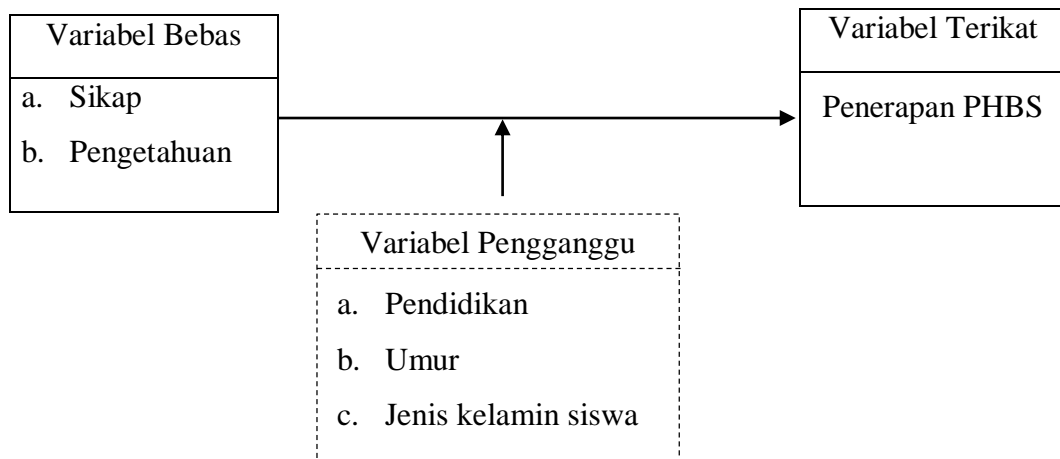 Variabel Bebas
a. Sikap
b. Pengetahuan
Variabel Terikat
Penerapan PHBS
Variabel Pengganggu
a. Pendidikan
b. Umur
c. Jenis kelamin siswa